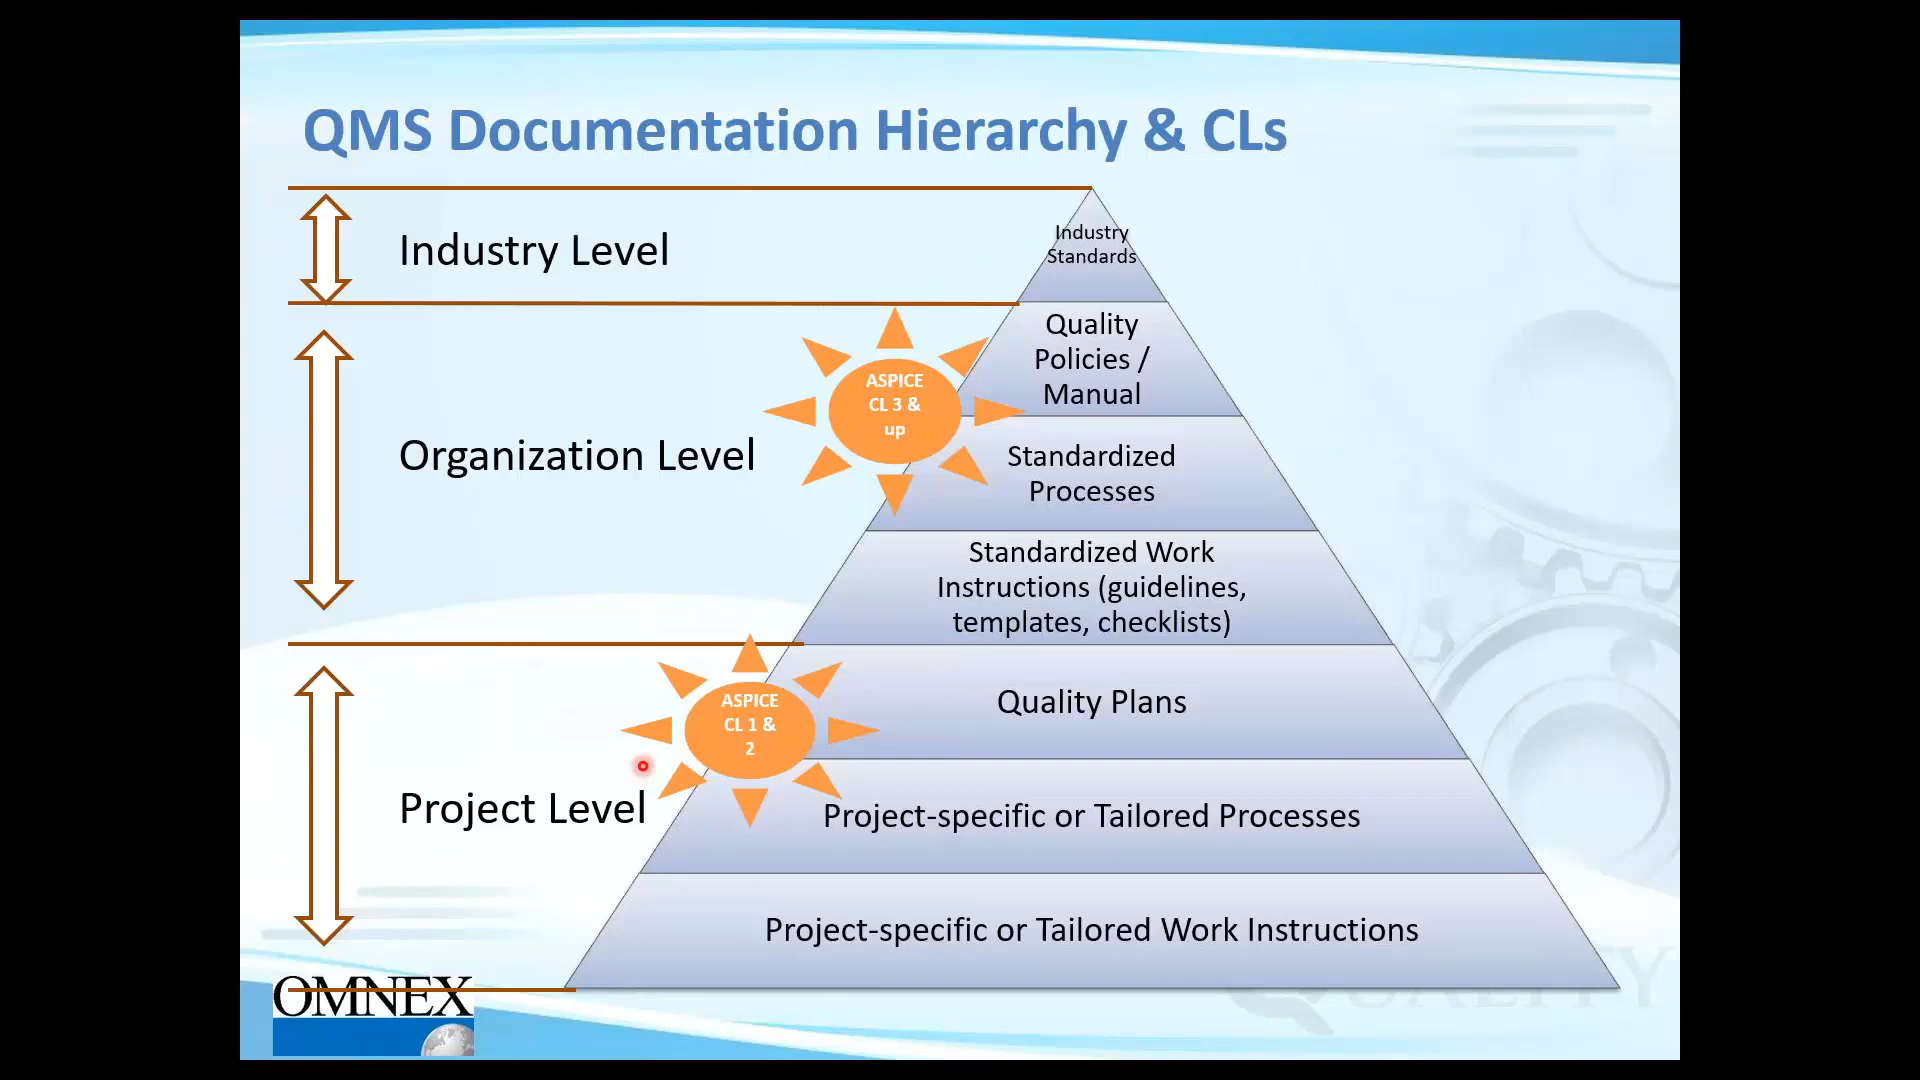 QMS Documentation Hierarchy & CLs
Industry Level
Industry
Standards
Organization Level
ASPICE
CL 3 &
up
Quality
Policies /
Manual
Standardized
Processes
Standardized Work
Instructions (guidelines,
templates, checklists)
Project Level
ASPICE
CL 1 &
2
Quality Plans
Project-specific or Tailored Processes
Project-specific or Tailored Work Instructions
OMNEX
QUALITY